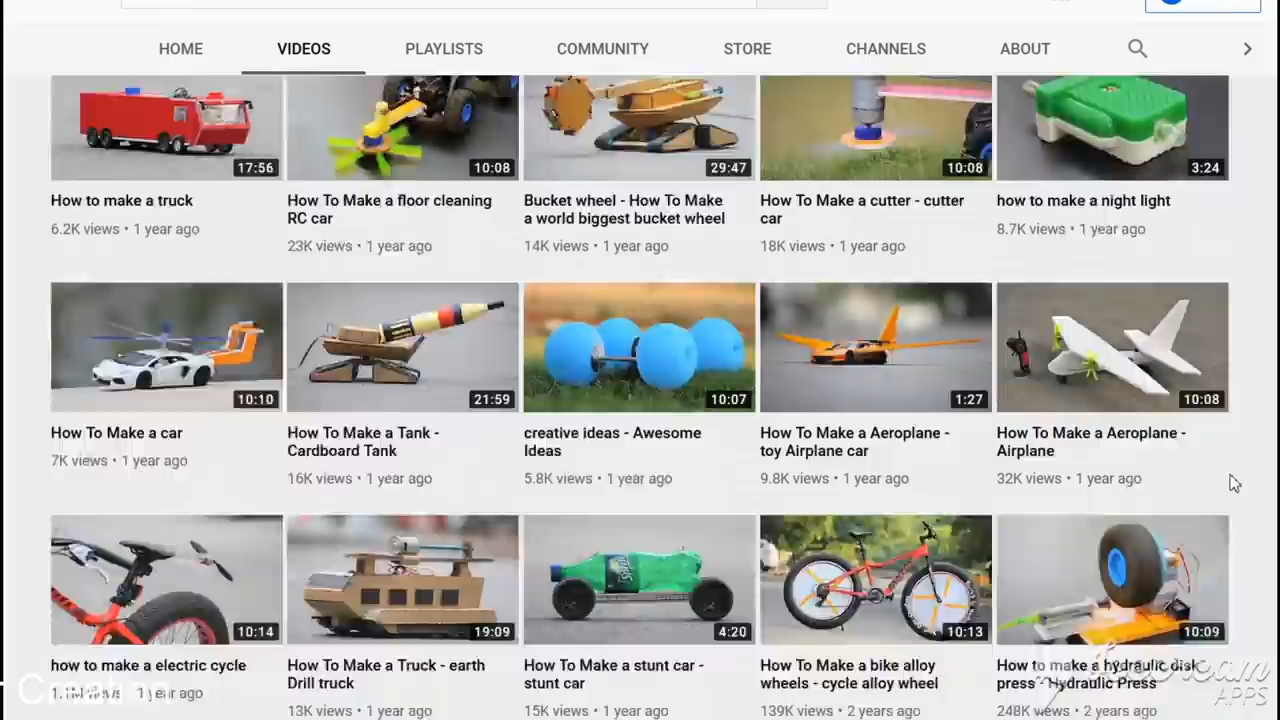 HOME VIDEOS PLAYLISTS COMMUNITY STORE CHANNELS ABOUT
17:56 10:08 29:47 10:08 3:24
How to make a truck
6.2K views • 1 year ago
How To Make a floor cleaning
RC car
23K views • 1 year ago
Bucket wheel - How To Make
a world biggest bucket wheel
14K views • 1 year ago
How To Make a cutter - cutter
car
18K views • 1 year ago
how to make a night light
8.7K views • 1 year ago
10:10 21:59 10:07 1:27 10:08
How To Make a car
7K views • 1 year ago
How To Make a Tank -
Cardboard Tank
16K views • 1 year ago
creative ideas - Awesome
Ideas
5.8K views • 1 year ago
How To Make a Aeroplane -
toy Airplane car
9.8K views • 1 year ago
How To Make a Aeroplane -
Airplane
32K views • 1 year ago
10:14 19:09 4:20 10:13 10:09
how to make a electric cycle
1.1M views • 1 year ago
How To Make a Truck - earth
Drill truck
13K views • 1 year ago
How To Make a stunt car -
stunt car
15K views • 1 year ago
How To Make a bike alloy
wheels - cycle alloy wheel
139K views • 2 years ago
How to make a hydraulic disk
press - Hydraulic Press
248K views • 2 years ago
Creation
Icecream
APPS